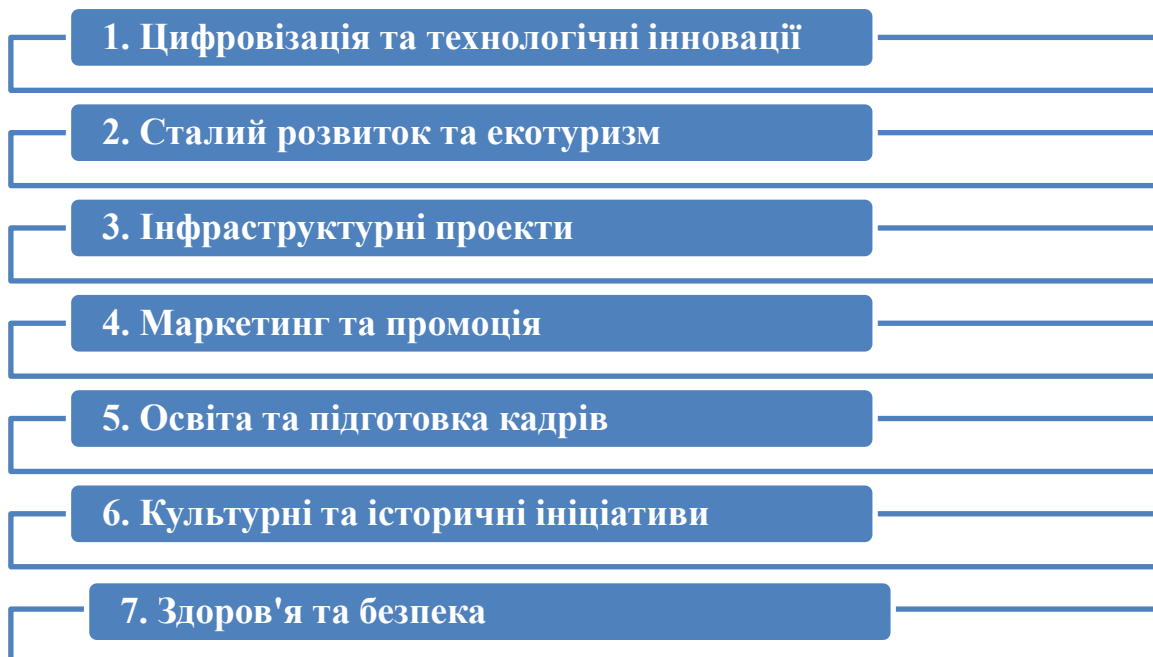 1. Цифровізація та технологічні інновації
2. Сталий розвиток та екотуризм
3. Інфраструктурні проекти
4. Маркетинг та промоція
5. Освіта та підготовка кадрів
6. Культурні та історичні ініціативи
7. Здоров'я та безпека